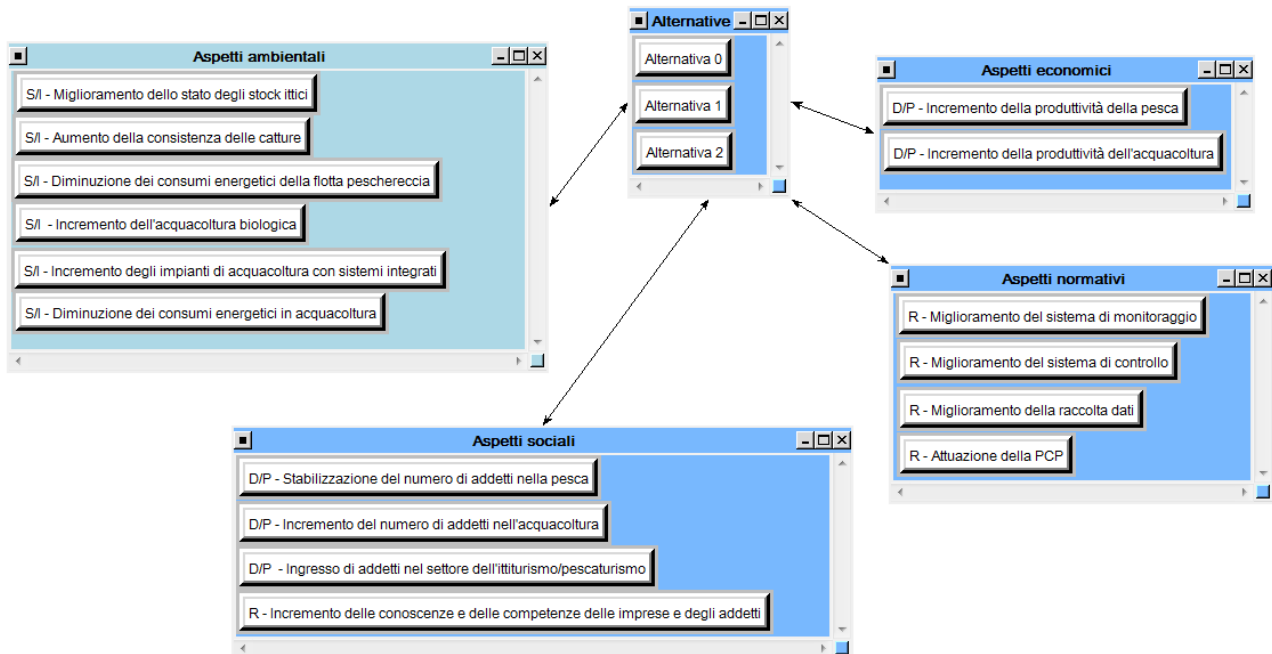 Alternative
Alternativa 0
Alternativa 1
Alternativa 2
Aspetti ambientali
S/I - Miglioramento dello stato degli stock ittici
S/I - Aumento della consistenza delle catture
S/I - Diminuzione dei consumi energetici della flotta peschereccia
S/I - Incremento dell'acquacoltura biologica
S/I - Incremento degli impianti di acquacoltura con sistemi integrati
S/I - Diminuzione dei consumi energetici in acquacoltura
Aspetti economici
D/P - Incremento della produttività della pesca
D/P - Incremento della produttività dell'acquacoltura
Aspetti normativi
R - Miglioramento del sistema di monitoraggio
R - Miglioramento del sistema di controllo
R - Miglioramento della raccolta dati
R - Attuazione della PCP
Aspetti sociali
D/P - Stabilizzazione del numero di addetti nella pesca
D/P - Incremento del numero di addetti nell'acquacoltura
D/P - Ingresso di addetti nel settore dell'ittiturismo/pescaturismo
R - Incremento delle conoscenze e delle competenze delle imprese e degli addetti